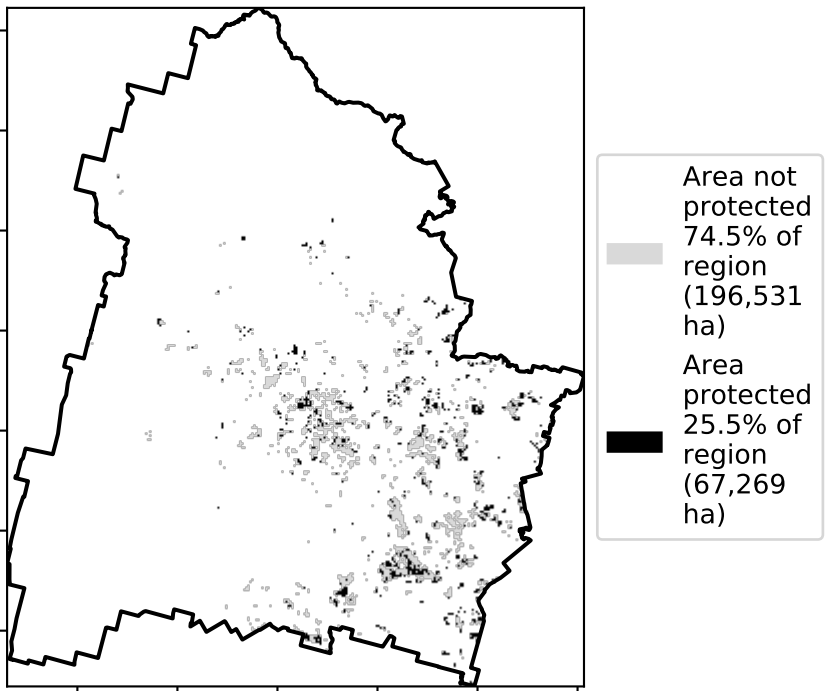 Area not
protected
74.5% of
region
(196,531
ha)
Area
protected
25.5% of
region
(67,269
ha)